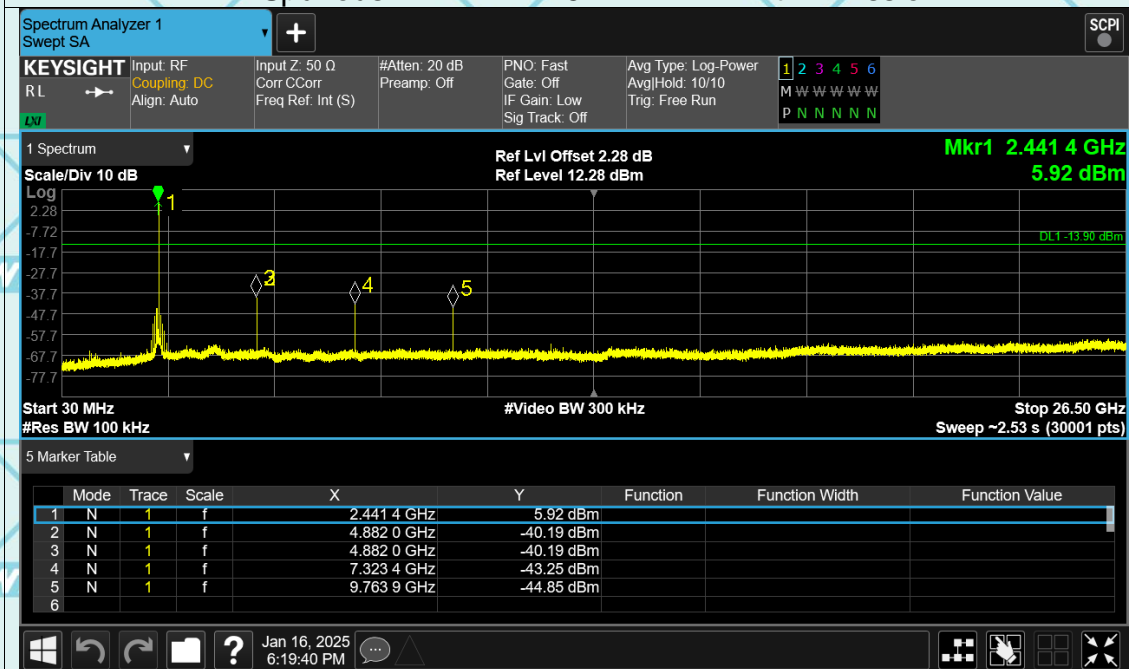 Spectrum Analyzer 1
Swept SA
SCPI
KEYSIGHT
RL
LXI
Input: RF
Coupling: DC
Align: Auto
Input Z: 50 Ω
Corr CCorr
Freq Ref: Int (S)
#Atten: 20 dB
Preamp: Off
PNO: Fast
Gate: Off
IF Gain: Low
Sig Track: Off
Avg Type: Log-Power
Avg|Hold: 10/10
Trig: Free Run
1 2 3 4 5 6
M W W W W W
P N N N N N
1 Spectrum
Scale/Div 10 dB
Ref Lvl Offset 2.28 dB
Ref Level 12.28 dBm
Mkr1 2.441 4 GHz
5.92 dBm
Log
2.28
-7.72
-17.7
-27.7
-37.7
-47.7
-57.7
-67.7
-77.7
1
DL1 -13.90 dBm
3
4
5
Start 30 MHz
#Res BW 100 kHz
#Video BW 300 kHz
Stop 26.50 GHz
Sweep ~2.53 s (30001 pts)
5 Marker Table
Mode Trace Scale X Y Function Function Width Function Value
1 N 1 f 2.441 4 GHz 5.92 dBm
2 N 1 f 4.882 0 GHz -40.19 dBm
3 N 1 f 4.882 0 GHz -40.19 dBm
4 N 1 f 7.323 4 GHz -43.25 dBm
5 N 1 f 9.763 9 GHz -44.85 dBm
6
?
Jan 16, 2025
6:19:40 PM